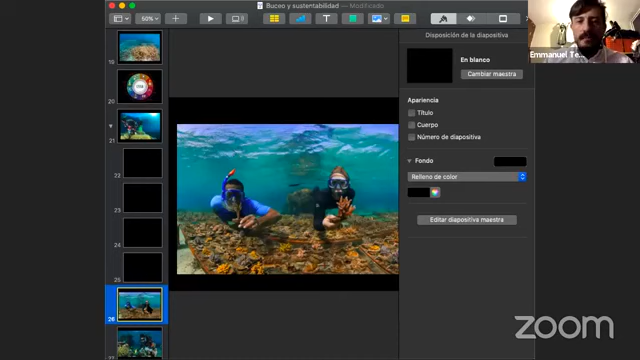 Buceo y sustentabilidad — Modificado
50%
Disposición de la diapositiva
En blanco
Cambiar maestra
Apariencia
Título
Cuerpo
Número de diapositiva
Fondo
Relleno de color
Editar diapositiva maestra
19
20
21
22
23
24
25
26
Emmanuel Te...
zoom